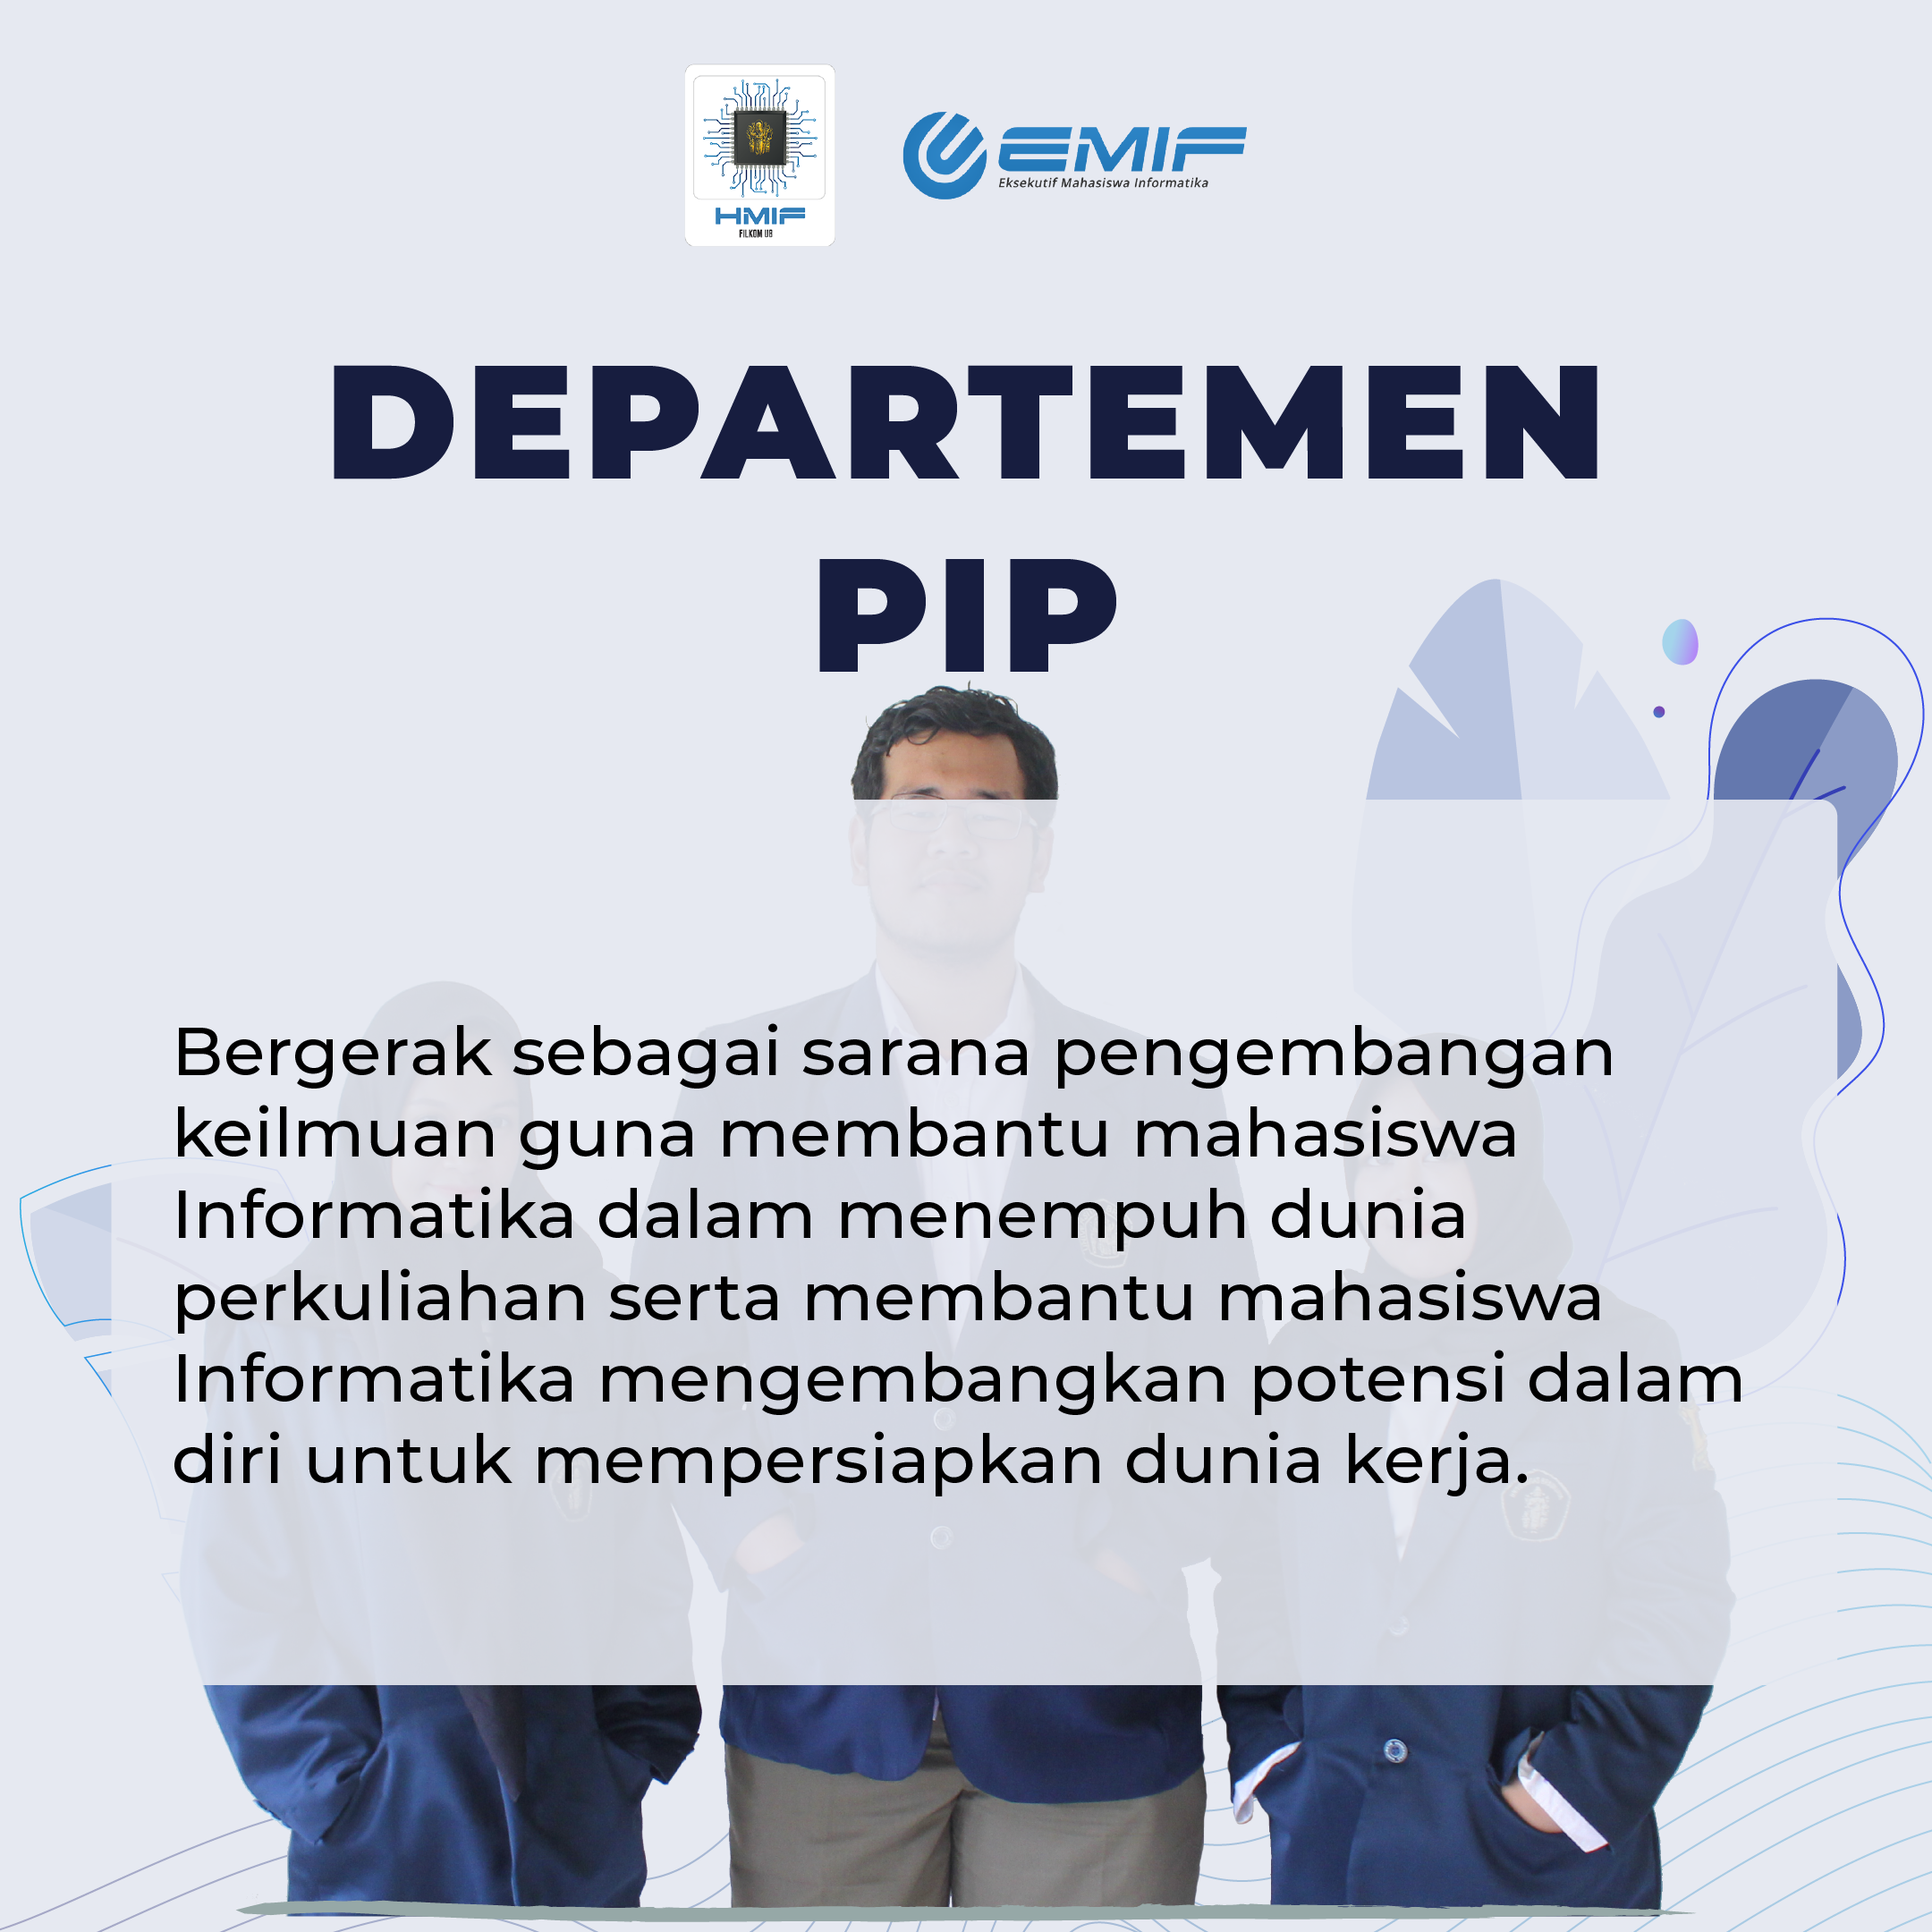 HMIF
FILKOM UB
EMIF
Eksekutif Mahasiswa Informatika
DEPARTEMEN
PIP
Bergerak sebagai sarana pengembangan
keilmuan guna membantu mahasiswa
Informatika dalam menempuh dunia
perkuliahan serta membantu mahasiswa
Informatika mengembangkan potensi dalam
diri untuk mempersiapkan dunia kerja.